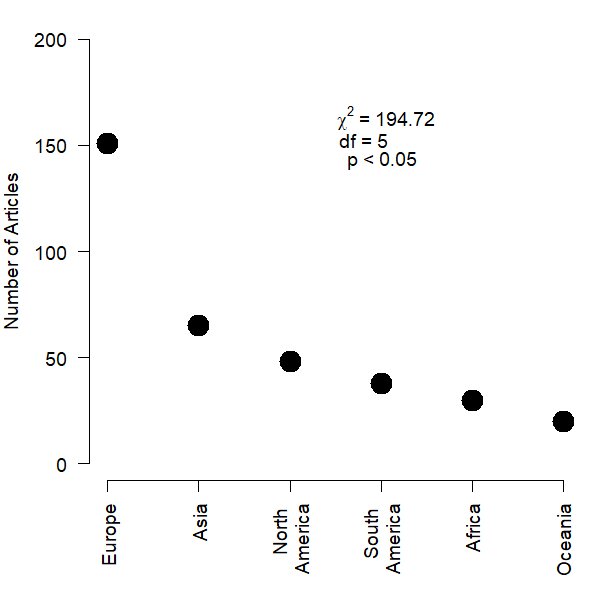 200
150
100
50
0
Number of Articles
χ² = 194.72
df = 5
p < 0.05
Europe
Asia
North
America
South
America
Africa
Oceania